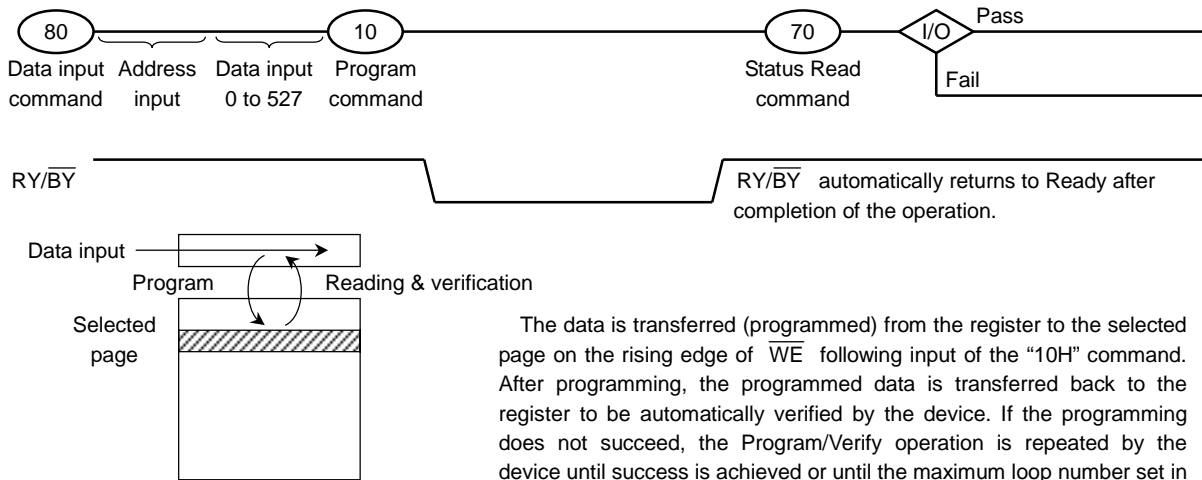 80 10 70 I/O Pass
Data input Address Data input Program Status Read
command input 0 to 527 command command Fail
RY/B̅Y̅ RY/B̅Y̅ automatically returns to Ready after
completion of the operation.
Data input
Program Reading & verification
Selected
page
The data is transferred (programmed) from the register to the selected
page on the rising edge of W̅E̅ following input of the “10H” command.
After programming, the programmed data is transferred back to the
register to be automatically verified by the device. If the programming
does not succeed, the Program/Verify operation is repeated by the
device until success is achieved or until the maximum loop number set in